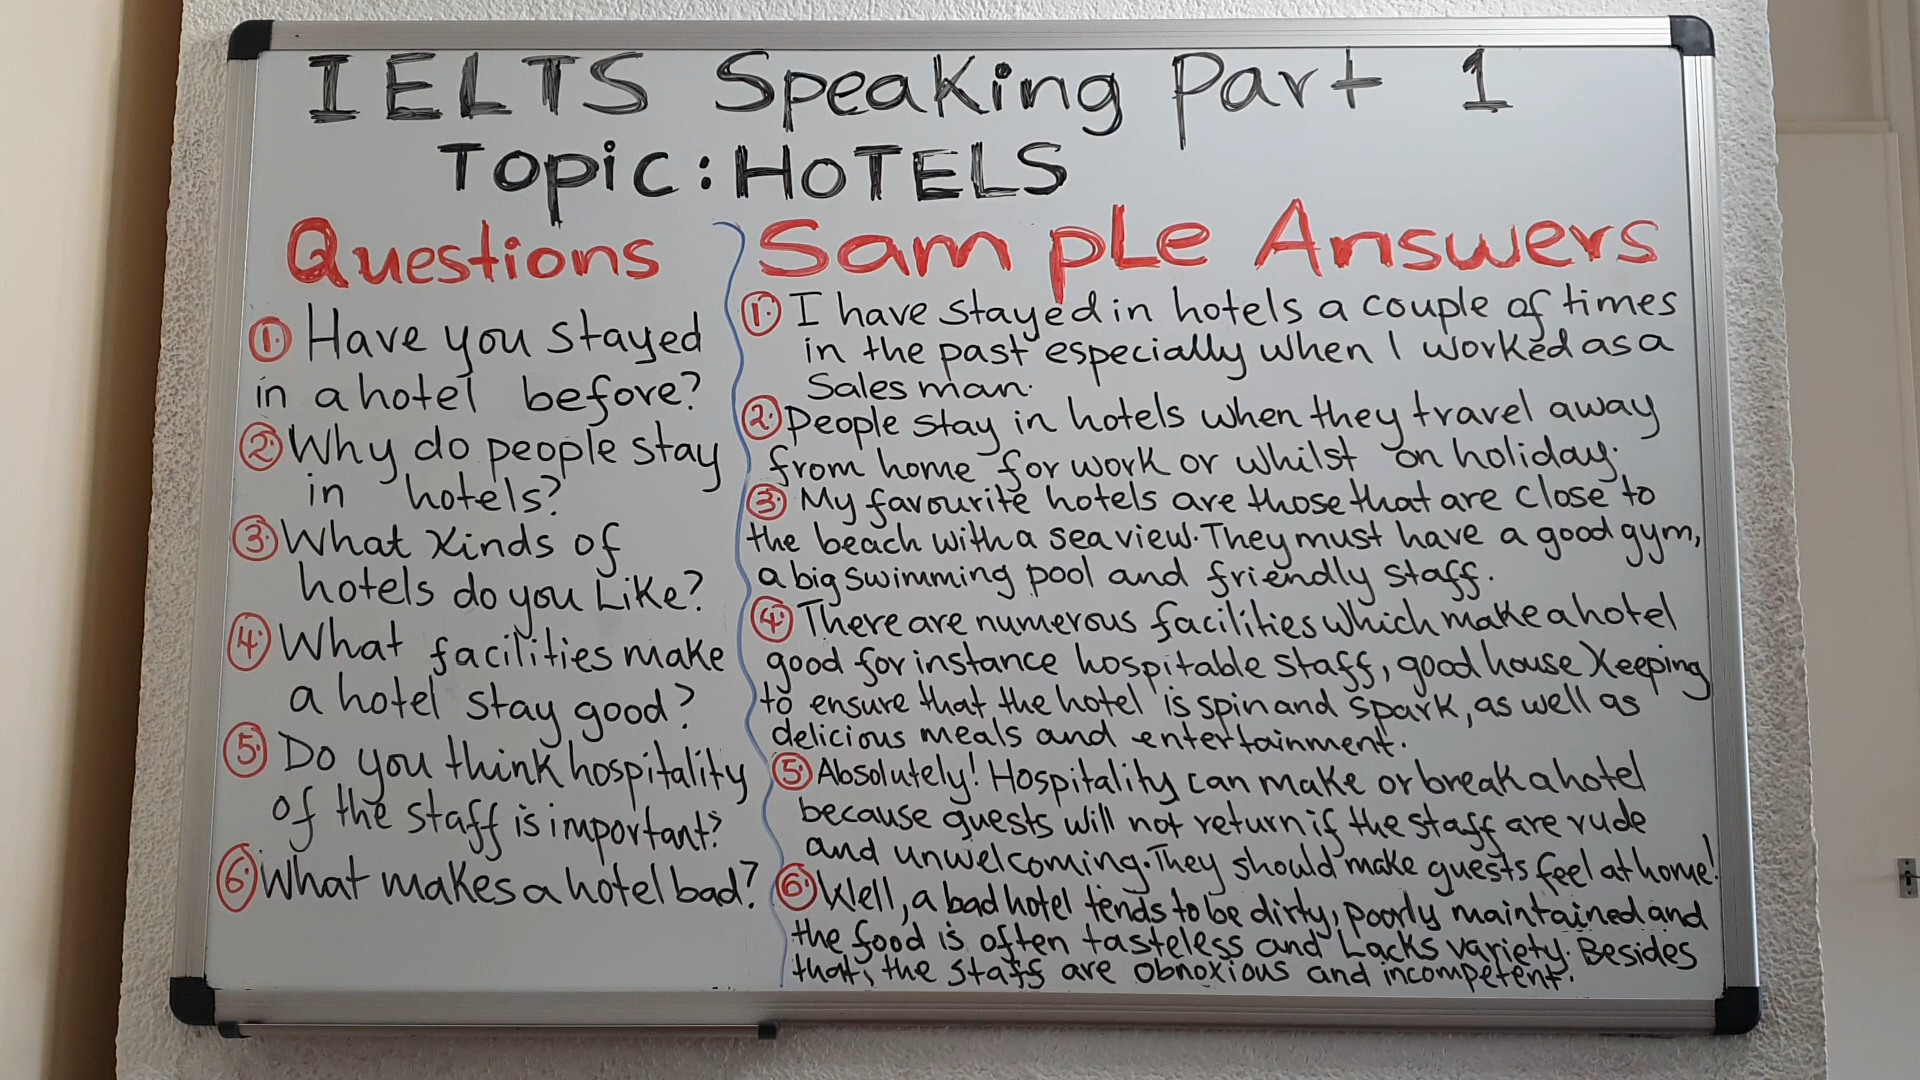 IELTS Speaking Part 1
Topic: HOTELS
Questions
1. Have you stayed
in a hotel before?
2. Why do people stay
in hotels?
3. What kinds of
hotels do you Like?
4. What facilities make
a hotel stay good?
5. Do you think hospitality
of the staff is important?
6. What makes a hotel bad?
Sample Answers
1. I have stayed in hotels a couple of times
in the past especially when I worked as a
Sales man.
2. People stay in hotels when they travel away
from home for work or whilst on holiday.
3. My favourite hotels are those that are close to
the beach with a sea view. They must have a good gym,
a big swimming pool and friendly staff.
4. There are numerous facilities which make a hotel
good for instance hospitable staff, good house keeping
to ensure that the hotel is spin and spark, as well as
delicious meals and entertainment.
5. Absolutely! Hospitality can make or break a hotel
because guests will not return if the staff are rude
and unwelcoming. They should make guests feel at home!
6. Well, a bad hotel tends to be dirty, poorly maintained and
the food is often tasteless and Lacks variety. Besides
that, the staff are obnoxious and incompetent.